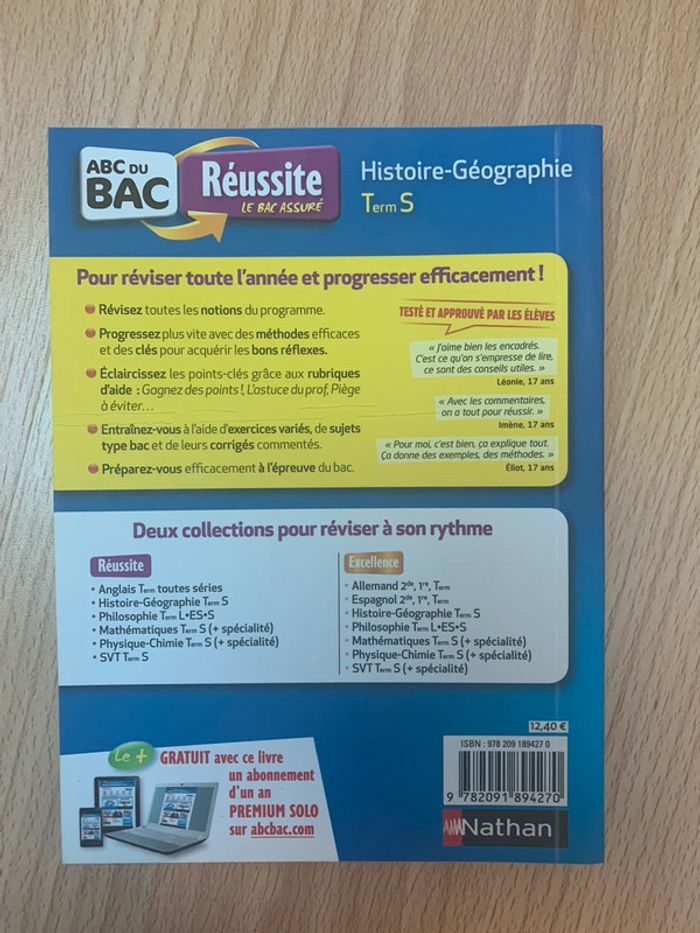 ABC DU
BAC
Réussite
LE BAC ASSURÉ
Histoire-Géographie
Term S
Pour réviser toute l'année et progresser efficacement !
Révisez toutes les notions du programme.
Progressez plus vite avec des méthodes efficaces
et des clés pour acquérir les bons réflexes.
Éclaircissez les points-clés grâce aux rubriques
d'aide : Gagnez des points !, L'astuce du prof, Piège
à éviter...
Entraînez-vous à l'aide d'exercices variés, de sujets
type bac et de leurs corrigés commentés.
Préparez-vous efficacement à l'épreuve du bac.
TESTÉ ET APPROUVÉ PAR LES ÉLÈVES
« J'aime bien les encadrés.
C'est ce qu'on s'empresse de lire,
ce sont des conseils utiles. »
Léonie, 17 ans
« Avec les commentaires,
on a tout pour réussir. »
Imène, 17 ans
« Pour moi, c'est bien, ça explique tout.
Ça donne des exemples, des méthodes. »
Éliot, 17 ans
Deux collections pour réviser à son rythme
Réussite
• Anglais Term toutes séries
• Histoire-Géographie Term S
• Philosophie Term L•ES•S
• Mathématiques Term S (+ spécialité)
• Physique-Chimie Term S (+ spécialité)
• SVT Term S
Excellence
• Allemand 2de, 1re, Term
• Espagnol 2de, 1re, Term
• Histoire-Géographie Term S
• Philosophie Term L•ES•S
• Mathématiques Term S (+ spécialité)
• Physique-Chimie Term S (+ spécialité)
• SVT Term S (+ spécialité)
Le +
GRATUIT avec ce livre
un abonnement
d'un an
PREMIUM SOLO
sur abcbac.com
12,40 €
ISBN : 978 209 189427 0
9 782091 894270
Nathan